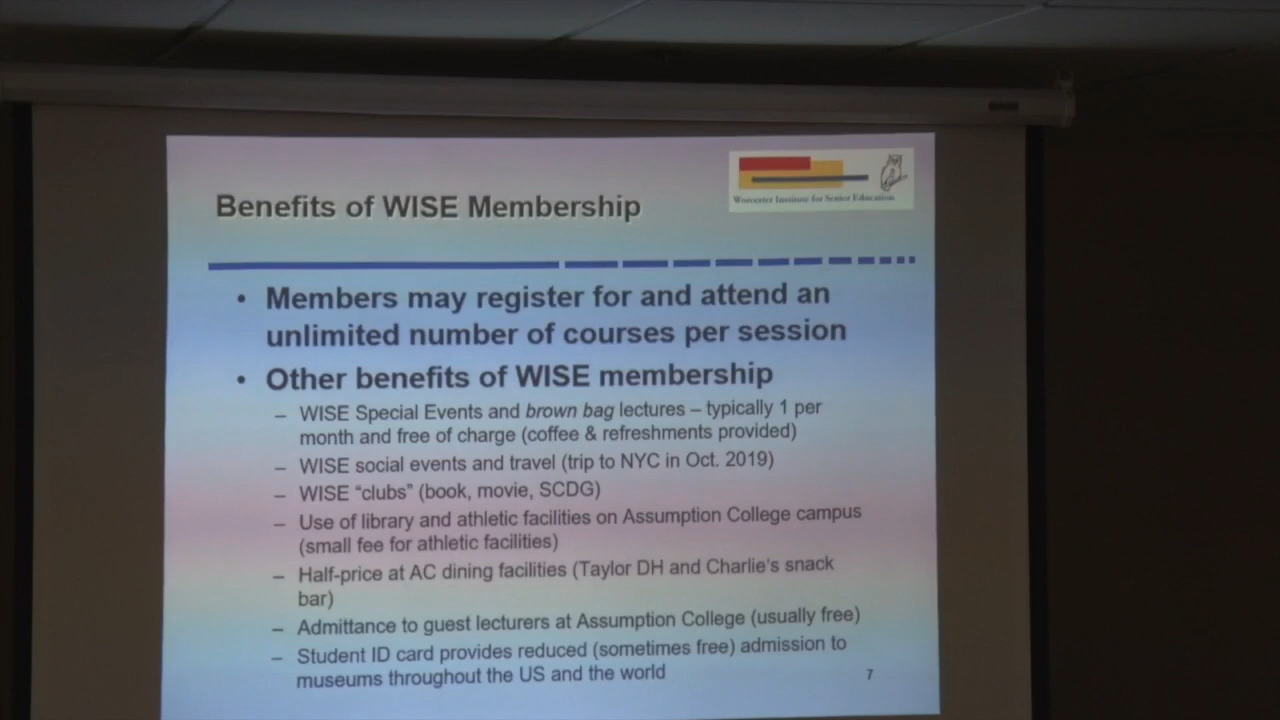 Worcester Institute for Senior Education
Benefits of WISE Membership
• Members may register for and attend an
unlimited number of courses per session
• Other benefits of WISE membership
– WISE Special Events and brown bag lectures – typically 1 per
month and free of charge (coffee & refreshments provided)
– WISE social events and travel (trip to NYC in Oct. 2019)
– WISE “clubs” (book, movie, SCDG)
– Use of library and athletic facilities on Assumption College campus
(small fee for athletic facilities)
– Half-price at AC dining facilities (Taylor DH and Charlie’s snack
bar)
– Admittance to guest lecturers at Assumption College (usually free)
– Student ID card provides reduced (sometimes free) admission to
museums throughout the US and the world
7